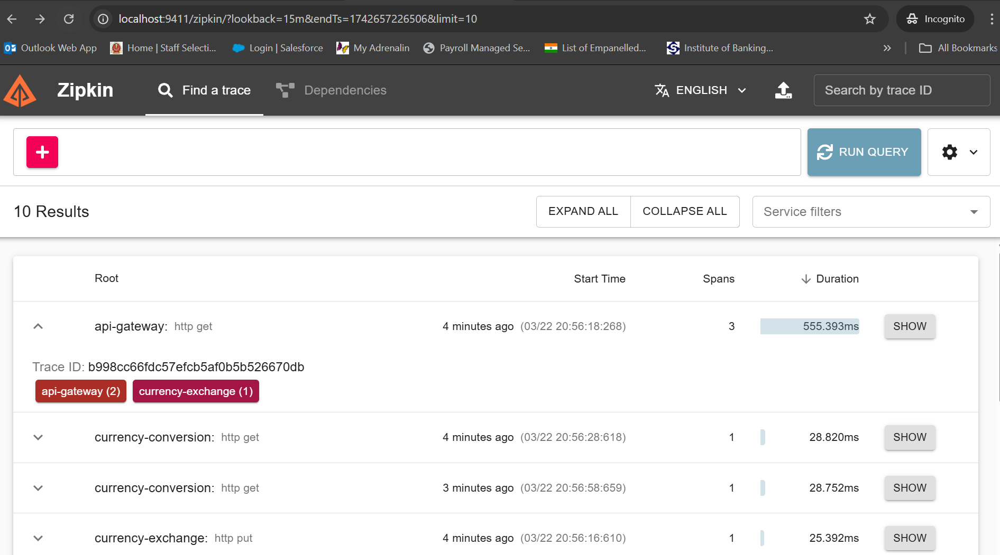 localhost:9411/zipkin/?lookback=15m&endTs=1742657226506&limit=10
Incognito
Outlook Web App
Home | Staff Selecti...
Login | Salesforce
My Adrenalin
Payroll Managed Se...
List of Empanelled...
Institute of Banking...
All Bookmarks
Zipkin
Find a trace
Dependencies
ENGLISH
Search by trace ID
RUN QUERY
10 Results
EXPAND ALL
COLLAPSE ALL
Service filters
Root Start Time Spans Duration
api-gateway: http get 4 minutes ago (03/22 20:56:18:268) 3 555.393ms SHOW
Trace ID: b998cc66fdc57efcb5af0b5b526670db
api-gateway (2) currency-exchange (1)
currency-conversion: http get 4 minutes ago (03/22 20:56:28:618) 1 28.820ms SHOW
currency-conversion: http get 3 minutes ago (03/22 20:56:58:659) 1 28.752ms SHOW
currency-exchange: http put 4 minutes ago (03/22 20:56:16:610) 1 25.392ms SHOW